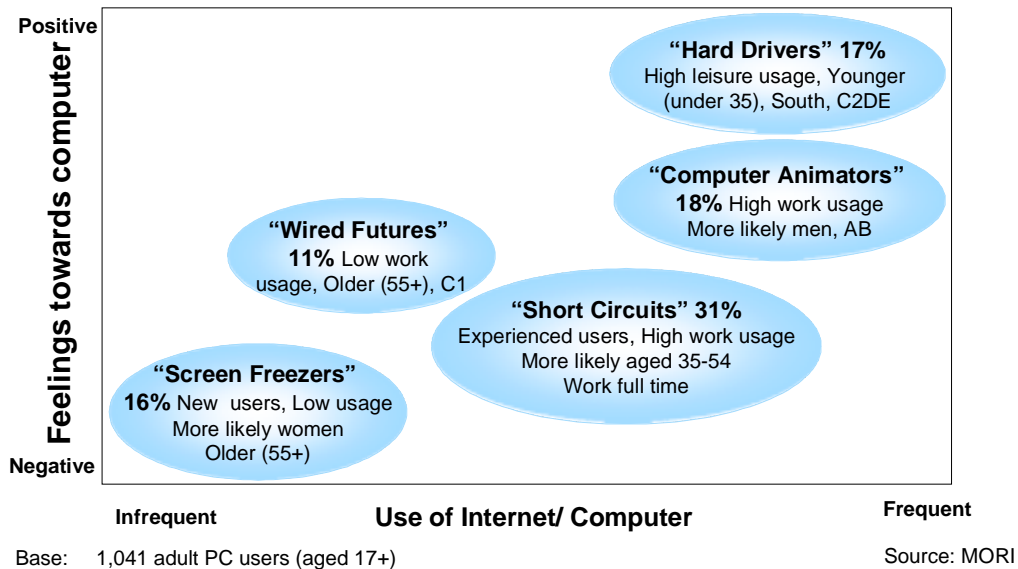 Positive
Feelings towards computer
Negative
“Hard Drivers” 17%
High leisure usage, Younger
(under 35), South, C2DE
“Computer Animators”
18% High work usage
More likely men, AB
“Wired Futures”
11% Low work
usage, Older (55+), C1
“Short Circuits” 31%
Experienced users, High work usage
More likely aged 35-54
Work full time
“Screen Freezers”
16% New users, Low usage
More likely women
Older (55+)
Infrequent
Use of Internet/ Computer
Frequent
Base: 1,041 adult PC users (aged 17+)
Source: MORI